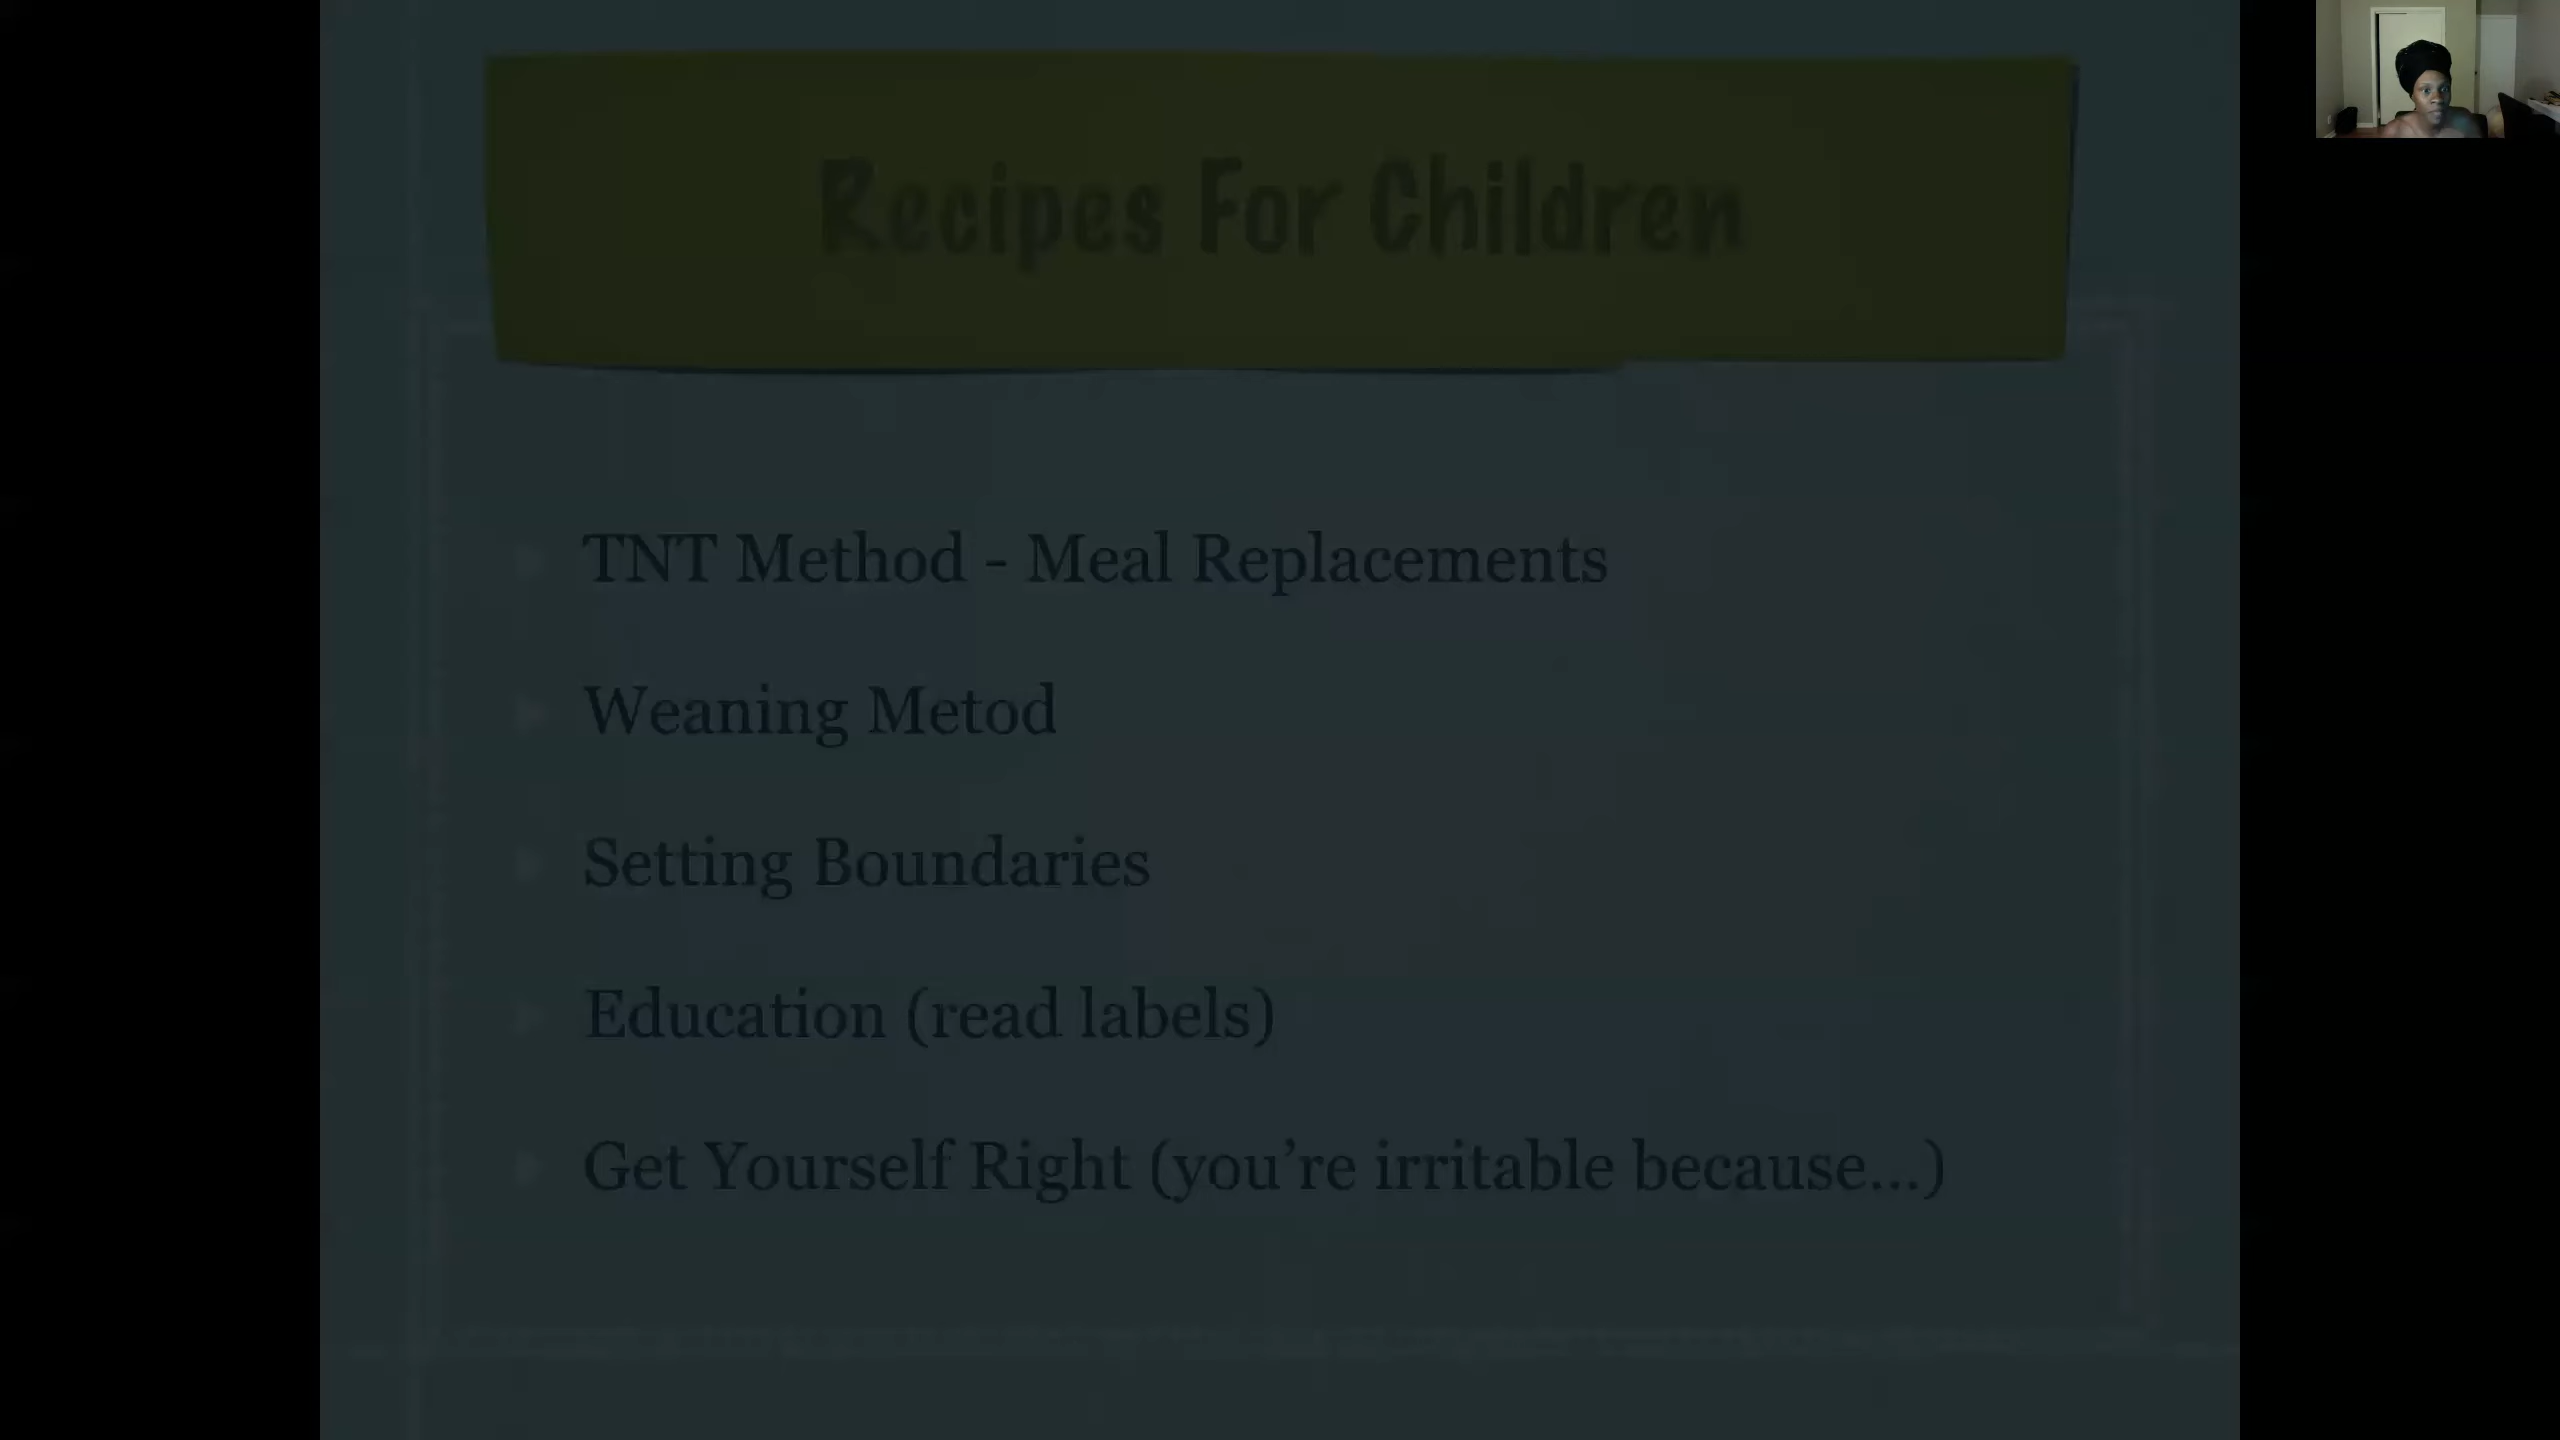 Recipes For Children
TNT Method - Meal Replacements
Weaning Metod
Setting Boundaries
Education (read labels)
Get Yourself Right (you're irritable because...)